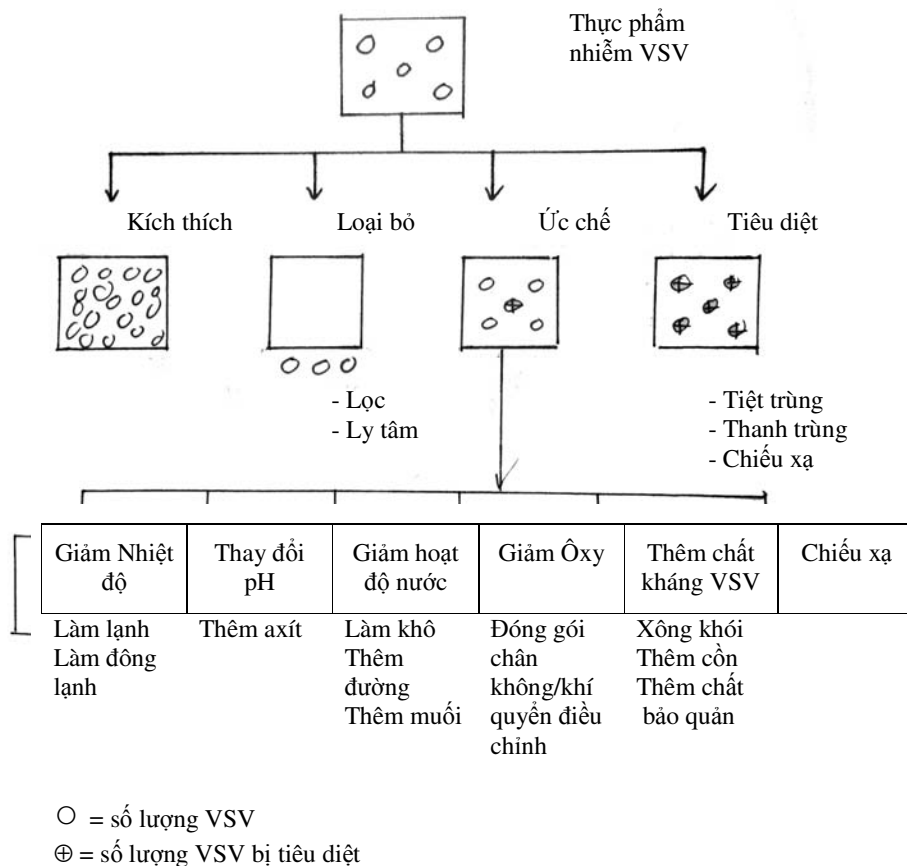 Thực phẩm
nhiễm VSV
Kích thích
Loại bỏ
Ức chế
Tiêu diệt
- Lọc
- Ly tâm
- Tiệt trùng
- Thanh trùng
- Chiếu xạ
Giảm Nhiệt
độ
Thay đổi
pH
Giảm hoạt
độ nước
Giảm Ôxy
Thêm chất
kháng VSV
Chiếu xạ
Làm lạnh
Làm đông
lạnh
Thêm axít
Làm khô
Thêm
đường
Thêm muối
Đóng gói
chân
không/khí
quyển điều
chỉnh
Xông khói
Thêm cồn
Thêm chất
bảo quản
= số lượng VSV
= số lượng VSV bị tiêu diệt